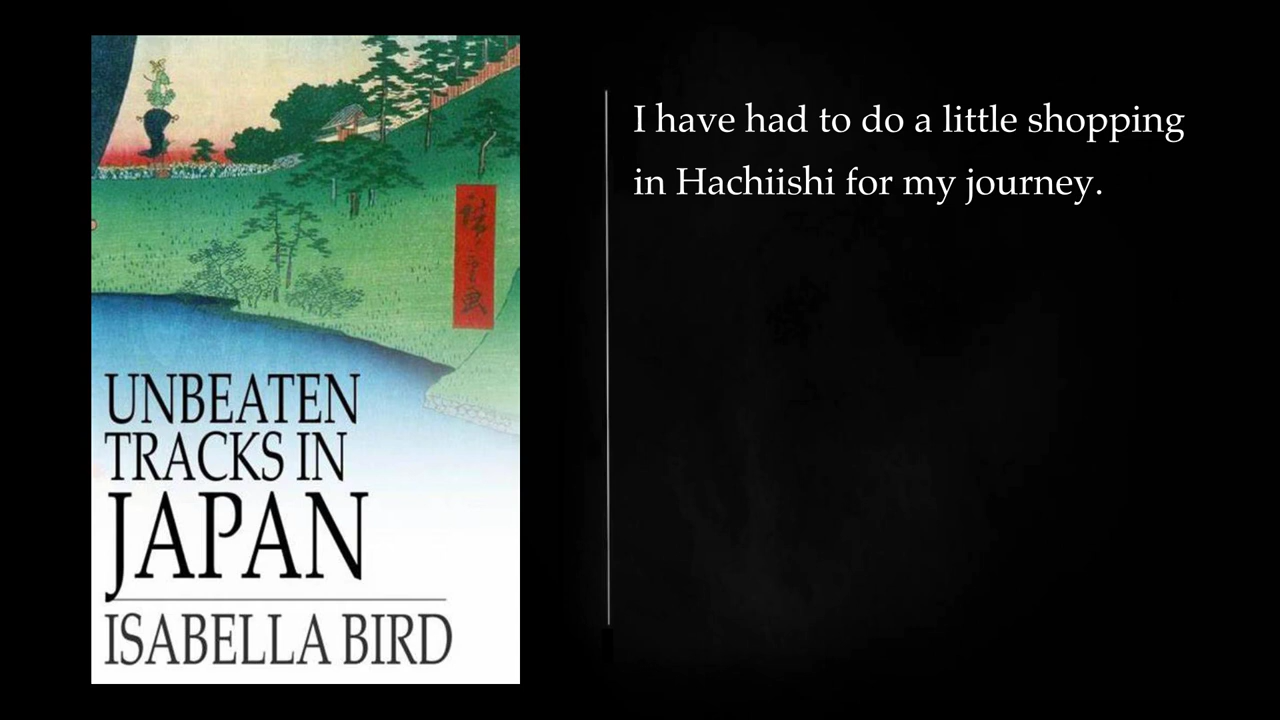 UNBEATEN
TRACKS IN
JAPAN
ISABELLA BIRD
I have had to do a little shopping
in Hachiishi for my journey.